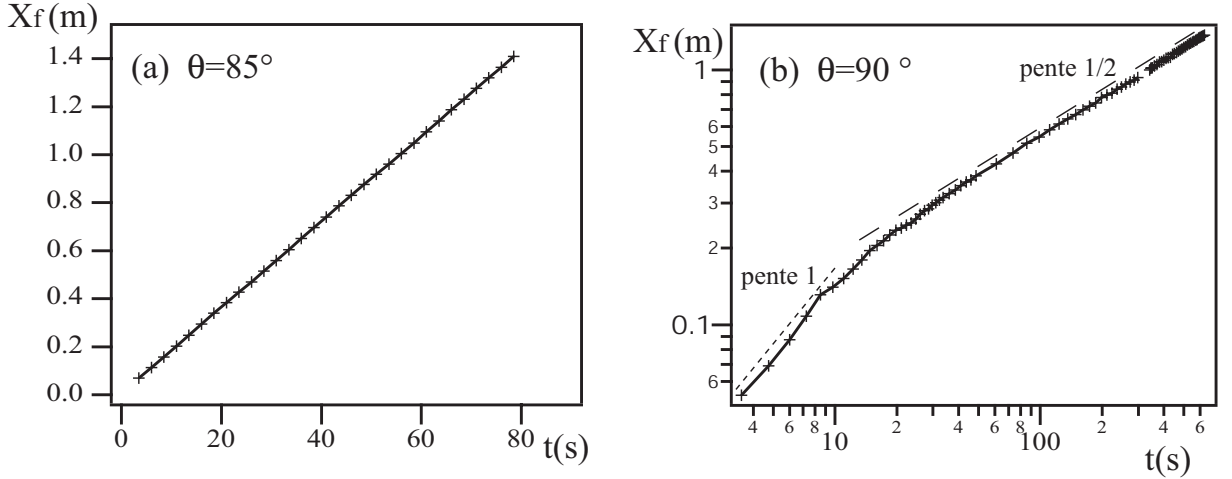 Xf (m)
(a) θ=85°
1.4
1.2
1.0
0.8
0.6
0.4
0.2
0.0
0 20 40 60 80 t(s)
Xf (m)
(b) θ=90 °
pente 1/2
pente 1
1
6
5
4
3
2
0.1
6
4 6 8 10 2 4 6 8 100 2 4 6
t(s)